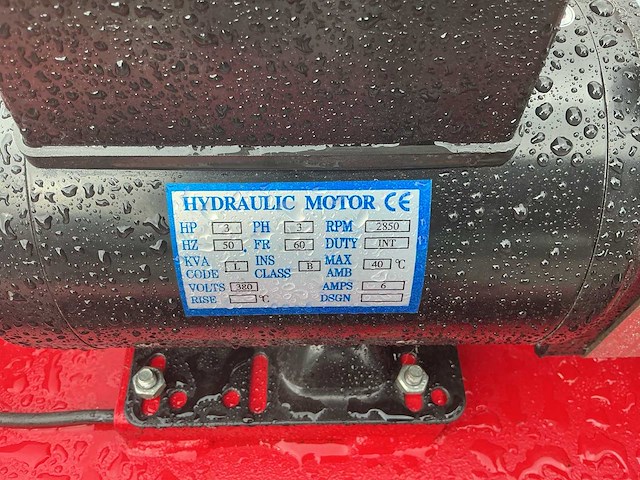 HYDRAULIC MOTOR CE
HP 3 PH 3 RPM 2850
HZ 50 FR 60 DUTY INT
KVA CODE L INS CLASS B MAX AMB 40 °C
VOLTS 380 AMPS 6
RISE °C DSGN